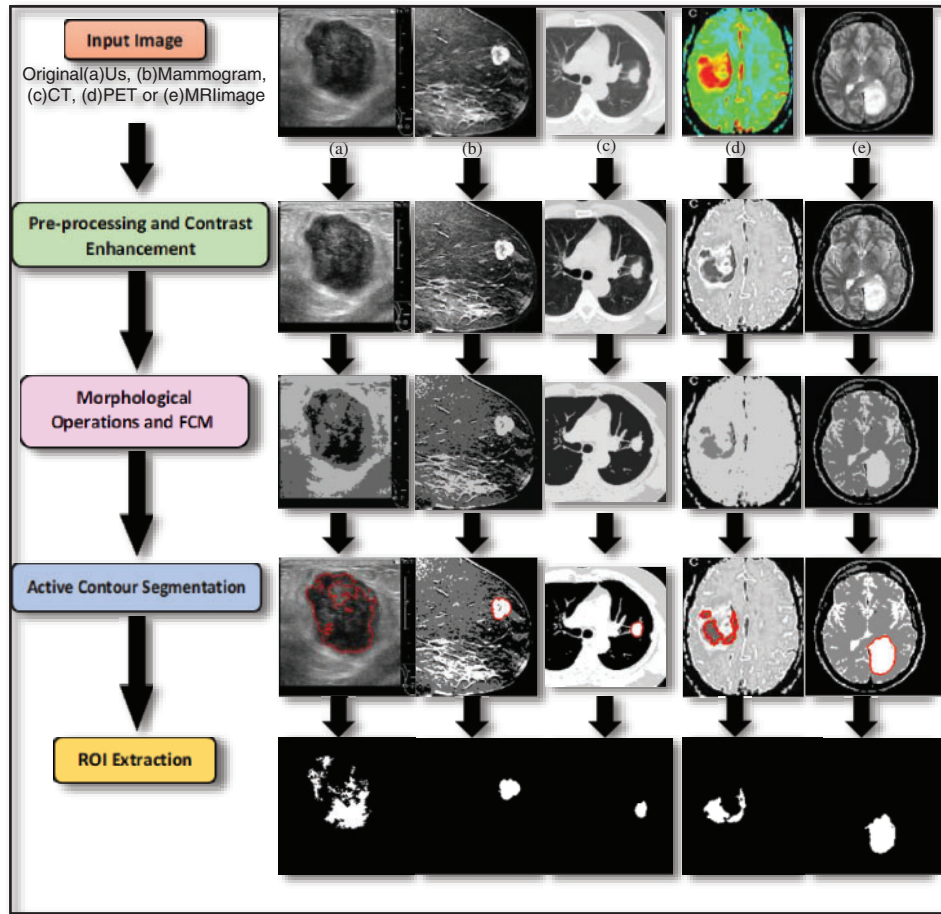 Input Image
Original(a)Us, (b)Mammogram,
(c)CT, (d)PET or (e)MRIimage
(a)
(b)
(c)
(d)
(e)
C
Pre-processing and Contrast
Enhancement
C
Morphological
Operations and FCM
C
Active Contour Segmentation
C
ROI Extraction